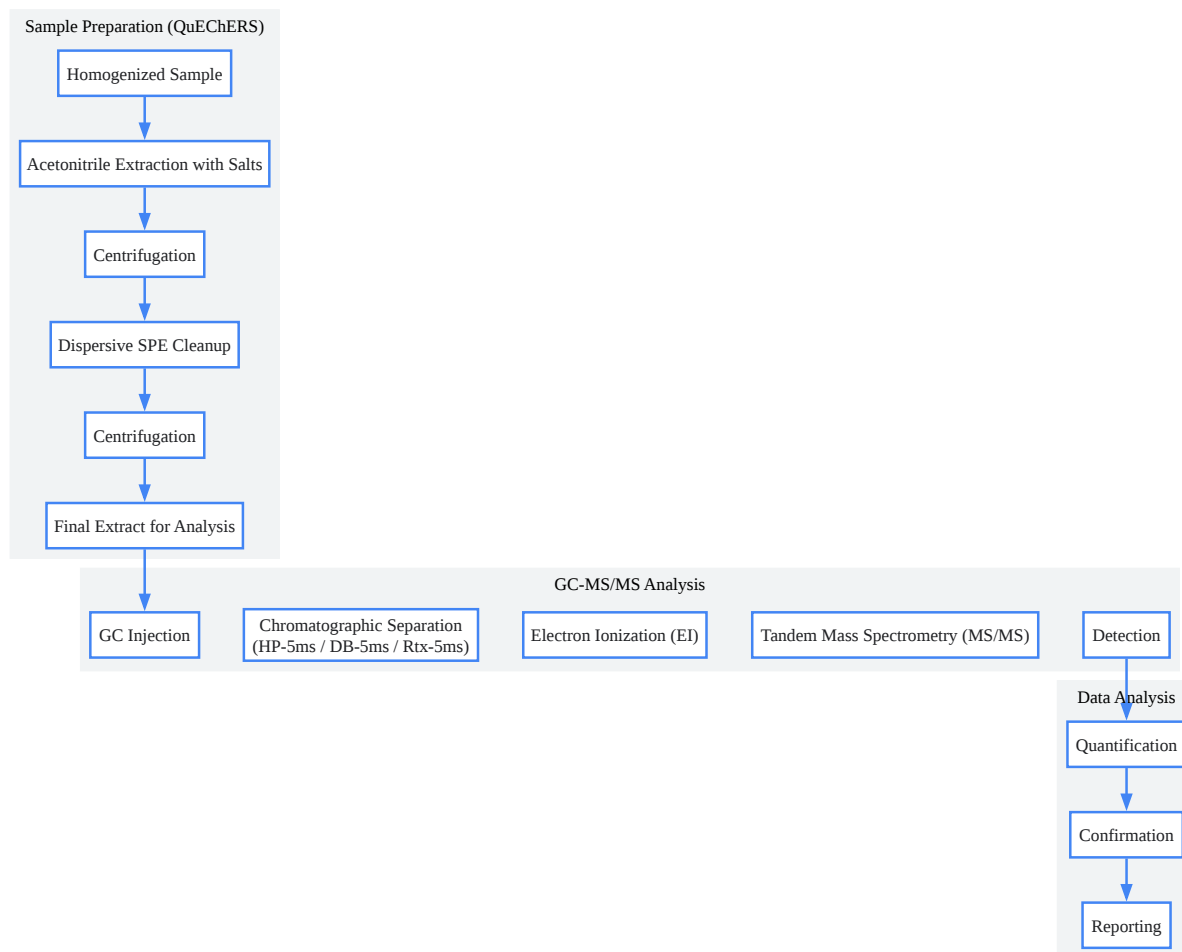 Sample Preparation (QuEChERS)
Homogenized Sample
Acetonitrile Extraction with Salts
Centrifugation
Dispersive SPE Cleanup
Centrifugation
Final Extract for Analysis
GC-MS/MS Analysis
GC Injection
Chromatographic Separation
(HP-5ms / DB-5ms / Rtx-5ms)
Electron Ionization (EI)
Tandem Mass Spectrometry (MS/MS)
Detection
Data Analysis
Quantification
Confirmation
Reporting